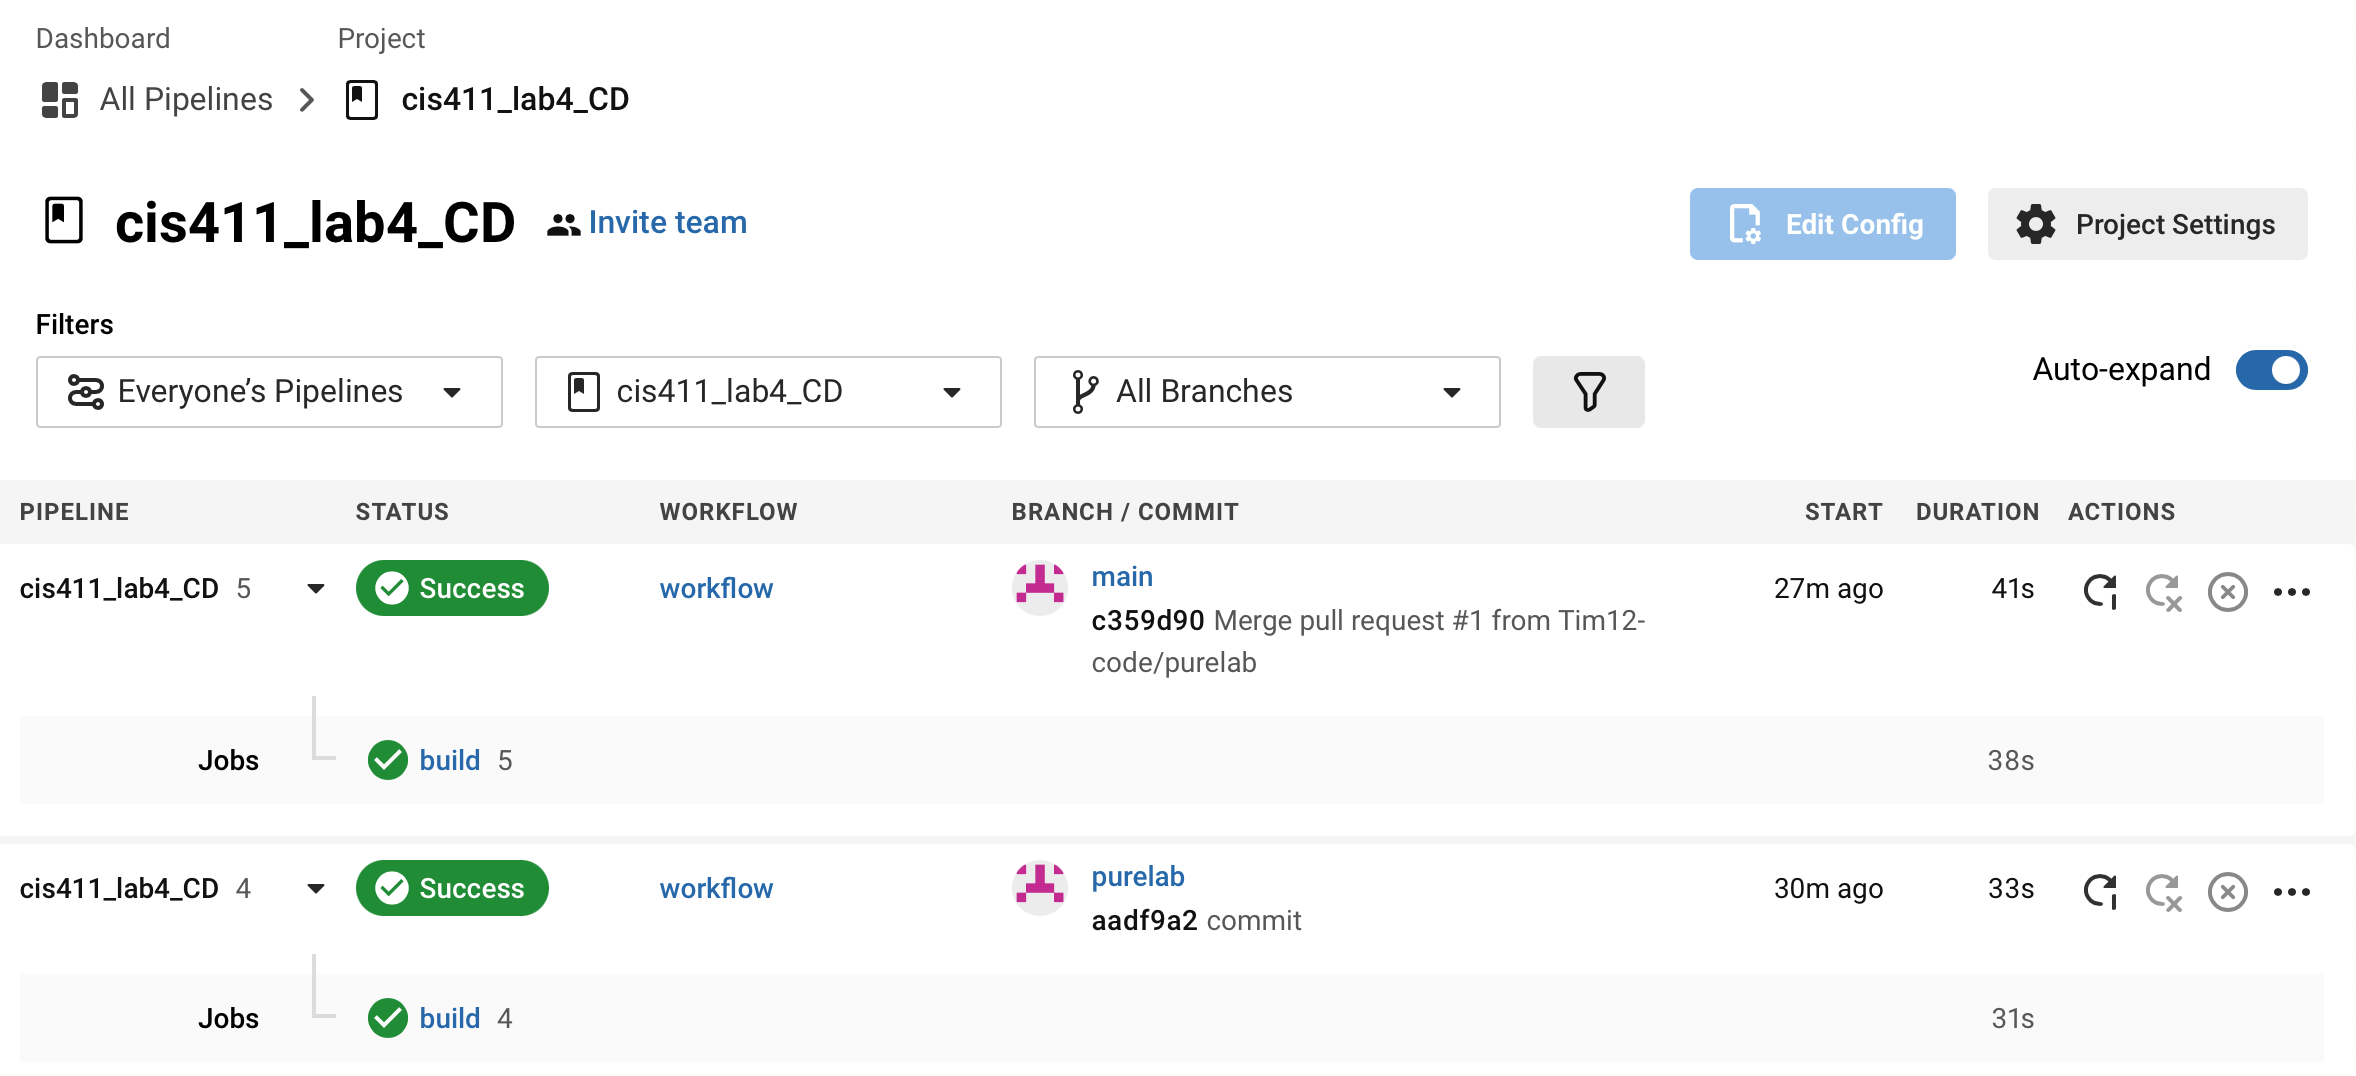 Dashboard Project
All Pipelines cis411_lab4_CD
cis411_lab4_CD Invite team Edit Config Project Settings
Filters
Everyone’s Pipelines cis411_lab4_CD All Branches Auto-expand
PIPELINE STATUS WORKFLOW BRANCH / COMMIT START DURATION ACTIONS
cis411_lab4_CD 5 Success workflow main 27m ago 41s
c359d90 Merge pull request #1 from Tim12-
code/purelab
Jobs build 5 38s
cis411_lab4_CD 4 Success workflow purelab 30m ago 33s
aadf9a2 commit
Jobs build 4 31s